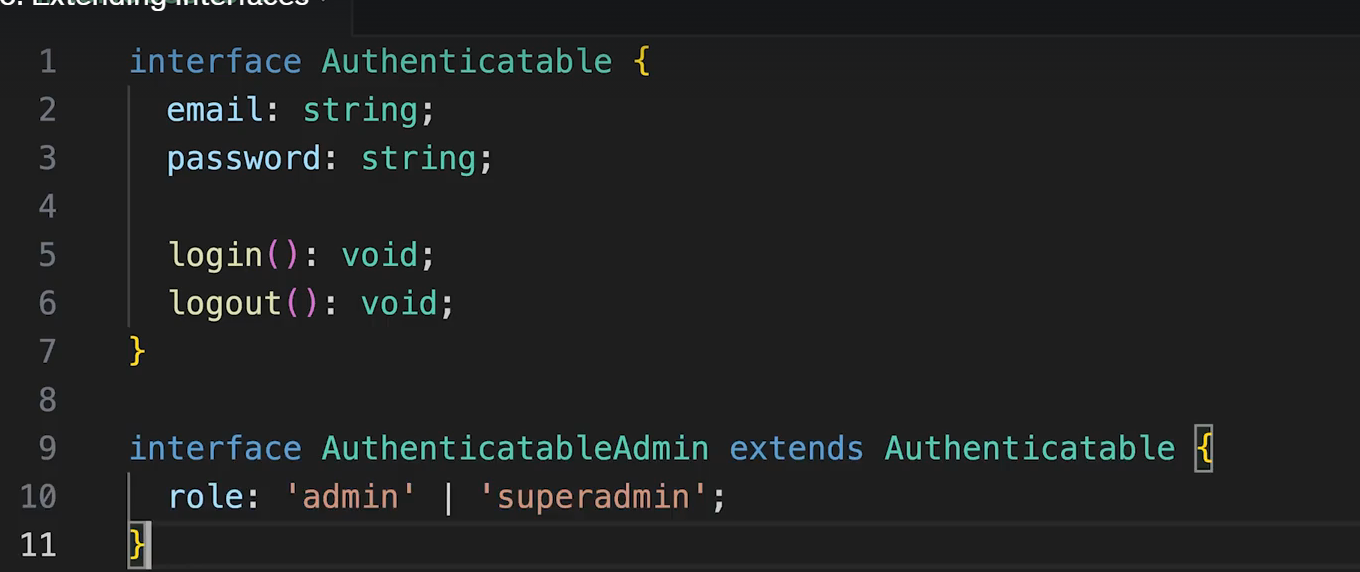 Extending Interfaces
1 interface Authenticatable {
2 email: string;
3 password: string;
4
5 login(): void;
6 logout(): void;
7 }
8
9 interface AuthenticatableAdmin extends Authenticatable {
10 role: 'admin' | 'superadmin';
11 }